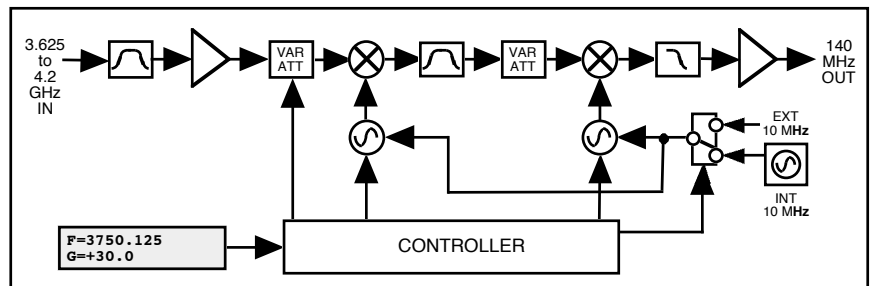 3.625
to
4.2
GHz
IN
VAR
ATT
VAR
ATT
140
MHz
OUT
EXT
10 MHz
INT
10 MHz
F=3750.125
G=+30.0
CONTROLLER